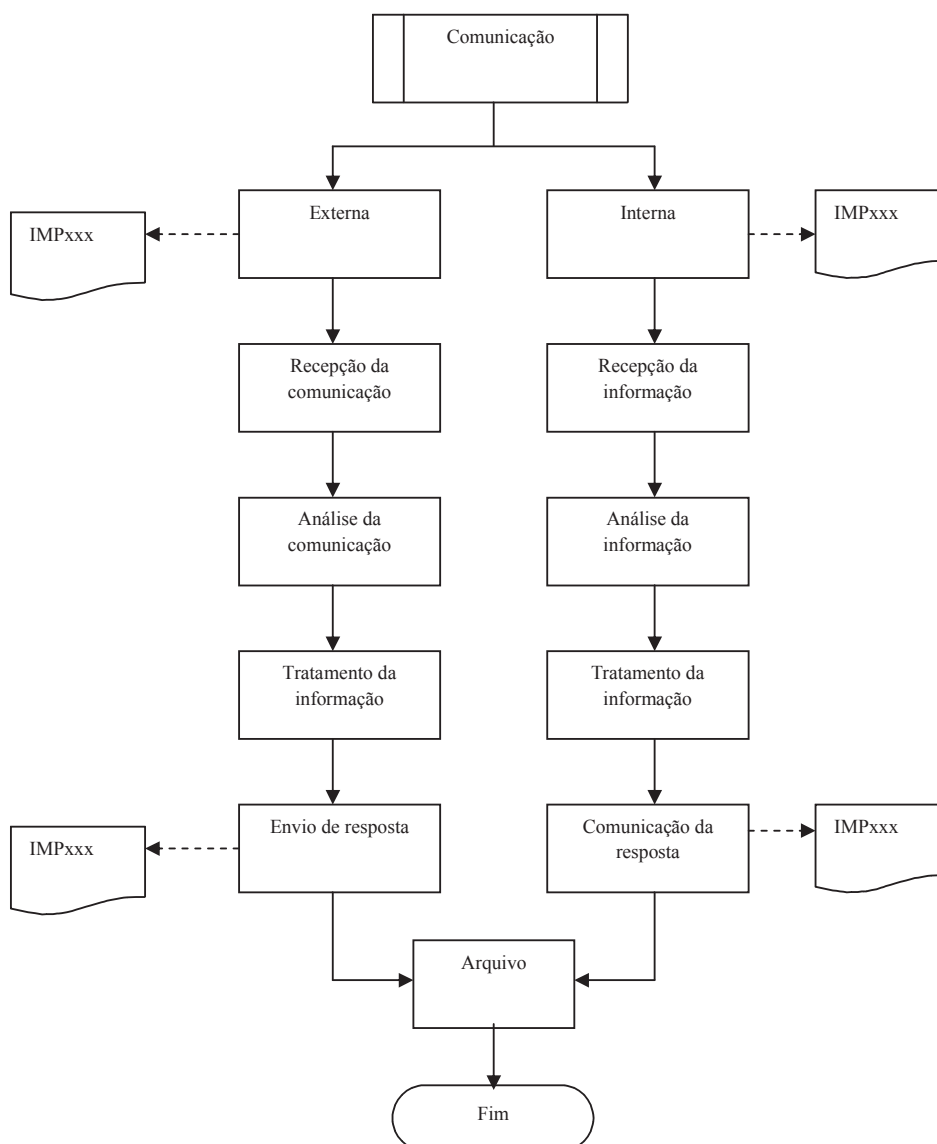 Comunicação
Externa
Interna
IMPxxx
IMPxxx
Recepção da
comunicação
Recepção da
informação
Análise da
comunicação
Análise da
informação
Tratamento da
informação
Tratamento da
informação
Envio de resposta
Comunicação da
resposta
IMPxxx
IMPxxx
Arquivo
Fim